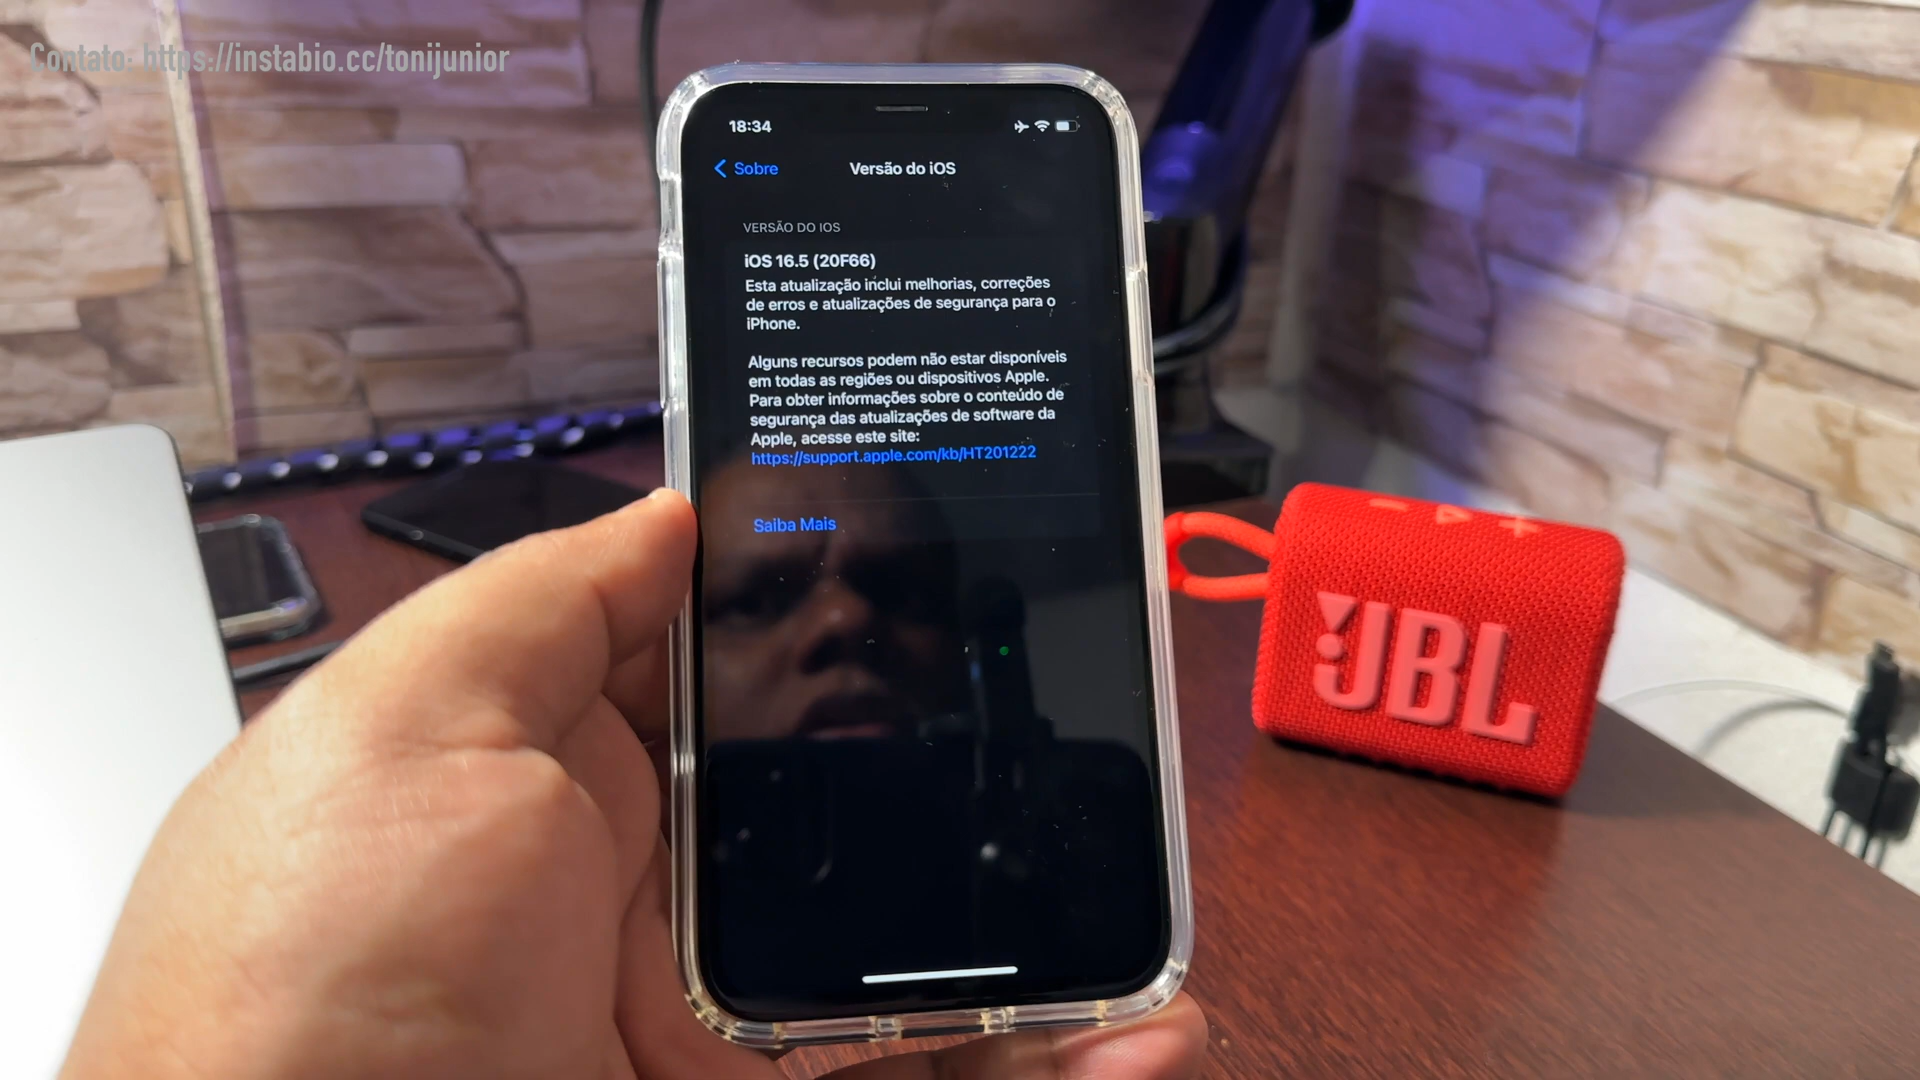 Contato: https://instabio.cc/tonijunior
18:34
Sobre
Versão do iOS
VERSÃO DO IOS
iOS 16.5 (20F66)
Esta atualização inclui melhorias, correções
de erros e atualizações de segurança para o
iPhone.
Alguns recursos podem não estar disponíveis
em todas as regiões ou dispositivos Apple.
Para obter informações sobre o conteúdo de
segurança das atualizações de software da
Apple, acesse este site:
https://support.apple.com/kb/HT201222
Saiba Mais
JBL